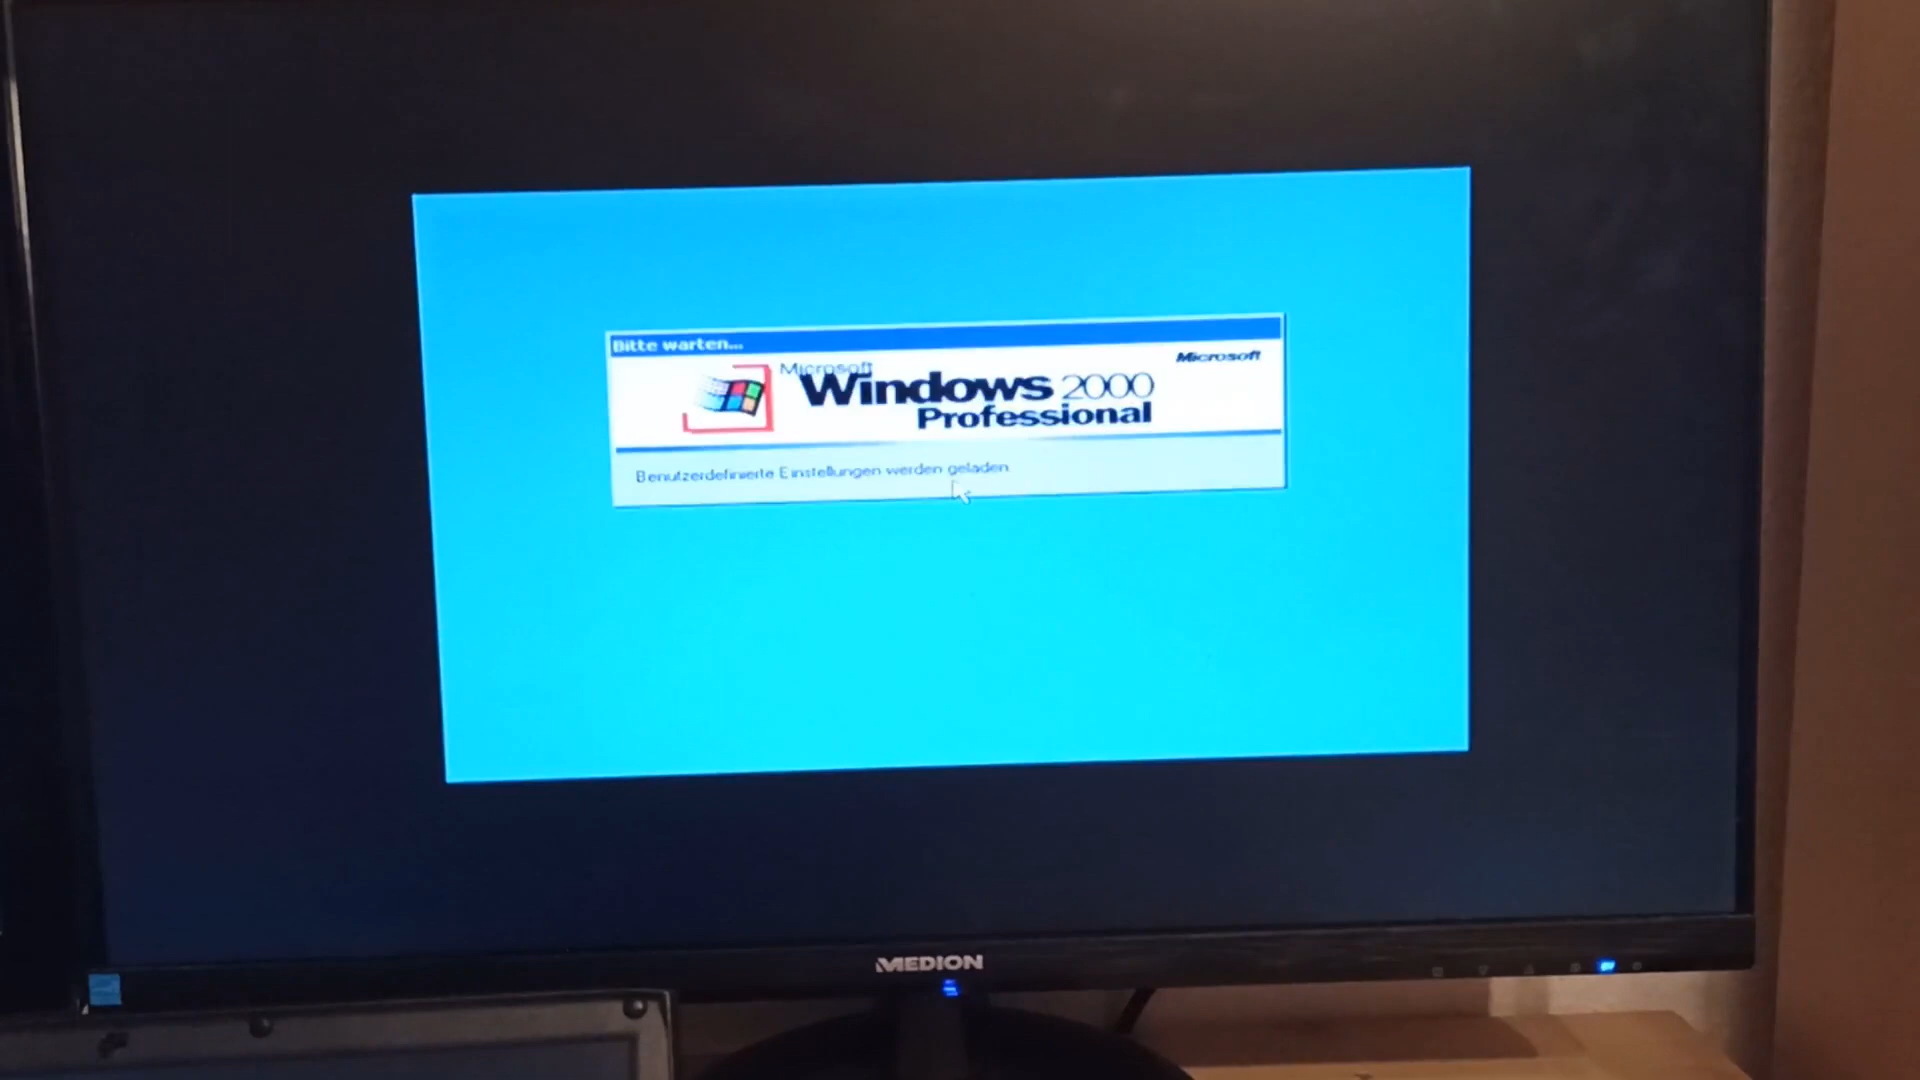 Bitte warten...
Microsoft
Microsoft
Windows 2000
Professional
Benutzerdefinierte Einstellungen werden geladen
MEDION